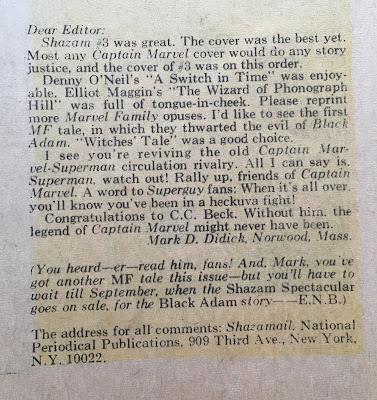 Dear Editor:
Shazam #3 was great. The cover was the best yet.
Most any Captain Marvel cover would do any story
justice, and the cover of #3 was on this order.
Denny O'Neil's "A Switch in Time" was enjoy-
able. Elliot Maggin's "The Wizard of Phonograph
Hill" was full of tongue-in-cheek. Please reprint
more Marvel Family opuses. I'd like to see the first
MF tale, in which they thwarted the evil of Black
Adam. "Witches' Tale" was a good choice.
I see you're reviving the old Captain Mar-
vel-Superman circulation rivalry. All I can say is,
Superman, watch out! Rally up, friends of Captain
Marvel. A word to Superguy fans: When it's all over,
you'll know you've been in a heckuva fight!
Congratulations to C.C. Beck. Without him, the
legend of Captain Marvel might never have been.
Mark D. Didick, Norwood, Mass.
(You heard—er—read him, fans! And, Mark, you've
got another MF tale this issue—but you'll have to
wait till September, when the Shazam Spectacular
goes on sale, for the Black Adam story——E.N.B.)
The address for all comments: Shazamail, National
Periodical Publications, 909 Third Ave., New York,
N.Y. 10022.